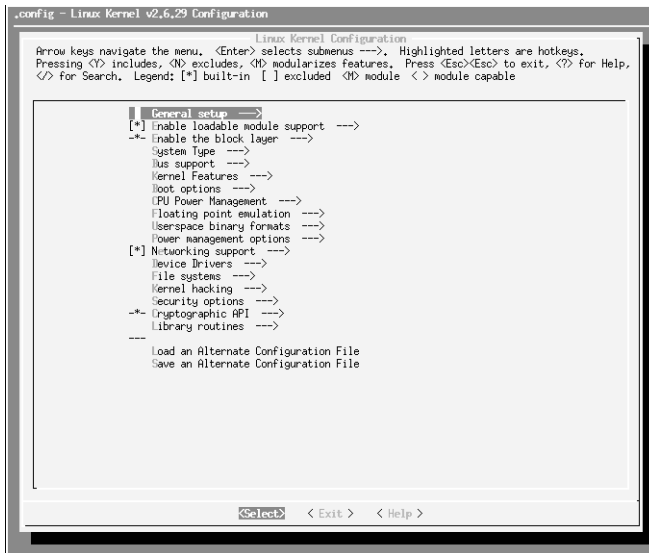 .config - Linux Kernel v2.6.29 Configuration
Linux Kernel Configuration
Arrow keys navigate the menu. <Enter> selects submenus --->. Highlighted letters are hotkeys.
Pressing <Y> includes, <N> excludes, <M> modularizes features. Press <Esc><Esc> to exit, <?> for Help,
</> for Search. Legend: [*] built-in [ ] excluded <M> module < > module capable
General setup --->
[*] Enable loadable module support --->
-*- Enable the block layer --->
System Type --->
Bus support --->
Kernel Features --->
Boot options --->
CPU Power Management --->
Floating point emulation --->
Userspace binary formats --->
Power management options --->
[*] Networking support --->
Device Drivers --->
File systems --->
Kernel hacking --->
Security options --->
-*- Cryptographic API --->
Library routines --->
---
Load an Alternate Configuration File
Save an Alternate Configuration File
<Select> < Exit > < Help >